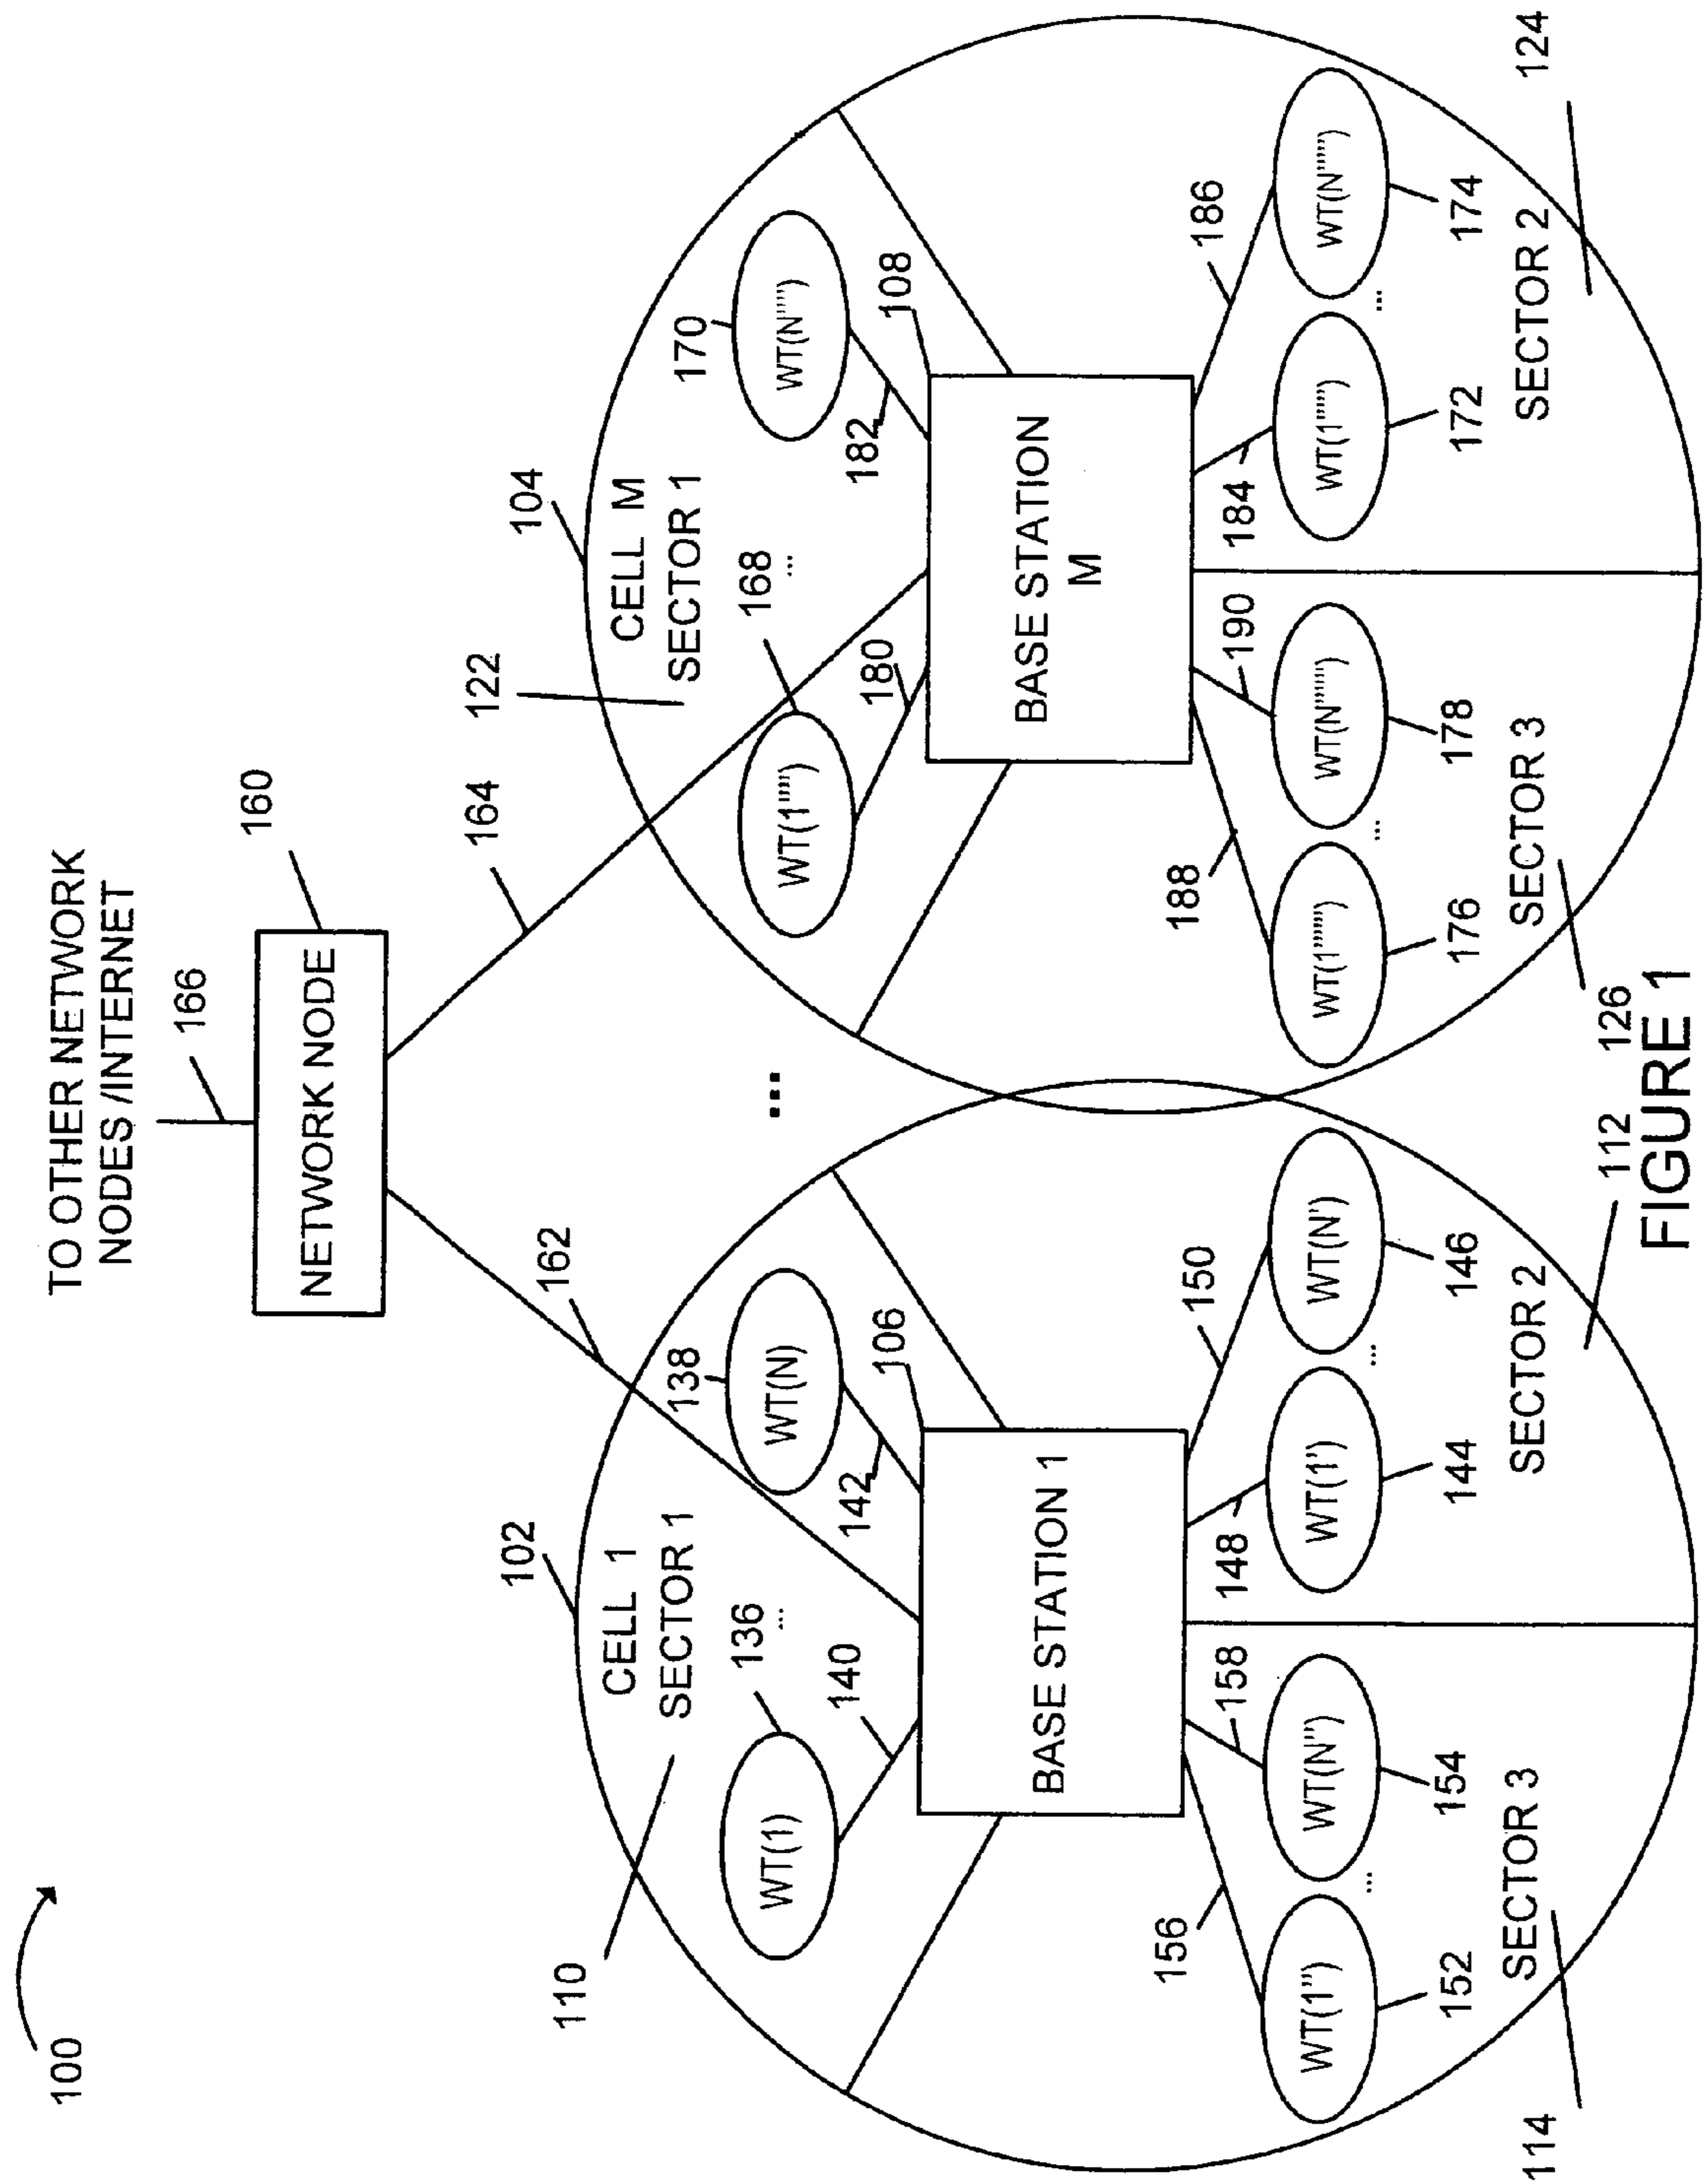 100
TO OTHER NETWORK
NODES /INTERNET
166
NETWORK NODE
160
162
164
...
102
CELL 1
SECTOR 1
110
136
...
138
WT(1)
WT(N)
140
142
106
BASE STATION 1
156
158
148
150
WT(1'')
...
WT(N'')
WT(1')
...
WT(N')
152
154
144
146
SECTOR 3
SECTOR 2
114
112
104
CELL M
SECTOR 1
122
168
...
170
WT(1'''')
WT(N'''')
180
182
108
BASE STATION
M
188
190
184
186
WT(1'''''')
...
WT(N'''''')
WT(1''''')
...
WT(N''''')
176
178
172
174
SECTOR 3
SECTOR 2
126
124
FIGURE 1